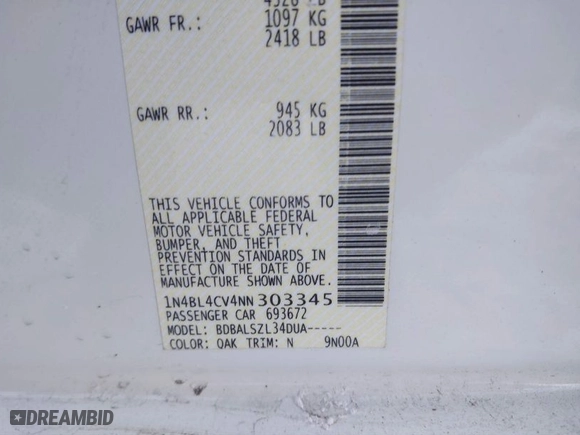 GAWR FR.: 1097 KG
2418 LB
GAWR RR.: 945 KG
2083 LB
THIS VEHICLE CONFORMS TO
ALL APPLICABLE FEDERAL
MOTOR VEHICLE SAFETY,
BUMPER, AND THEFT
PREVENTION STANDARDS IN
EFFECT ON THE DATE OF
MANUFACTURE SHOWN ABOVE.
1N4BL4CV4NN303345
PASSENGER CAR 693672
MODEL: BDBALSZL34DUA-----
COLOR: QAK TRIM: N 9N00A
DREAMBID